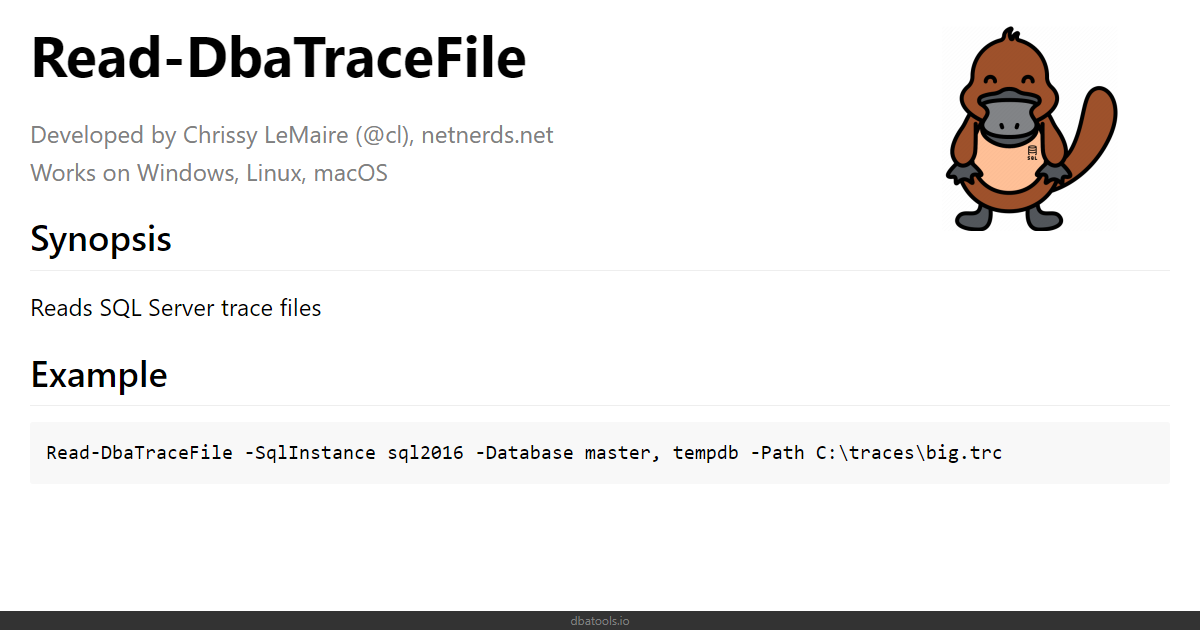 Read-DbaTraceFile
Developed by Chrissy LeMaire (@cl), netnerds.net
Works on Windows, Linux, macOS
SQL
Synopsis
Reads SQL Server trace files
Example
Read-DbaTraceFile -SqlInstance sql2016 -Database master, tempdb -Path C:\traces\big.trc
dbatools.io